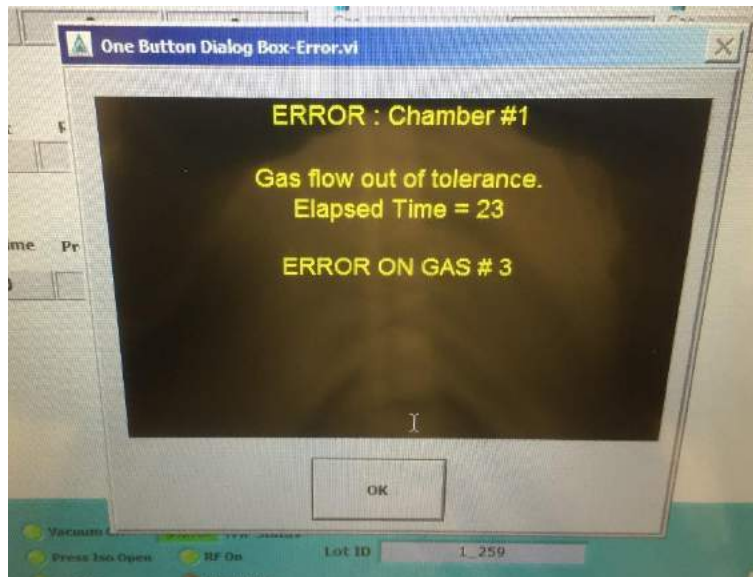 One Button Dialog Box-Error.vi
ERROR : Chamber #1
Gas flow out of tolerance.
Elapsed Time = 23
ERROR ON GAS # 3
OK
Press Iso Open
RF On
Lot ID
1_259